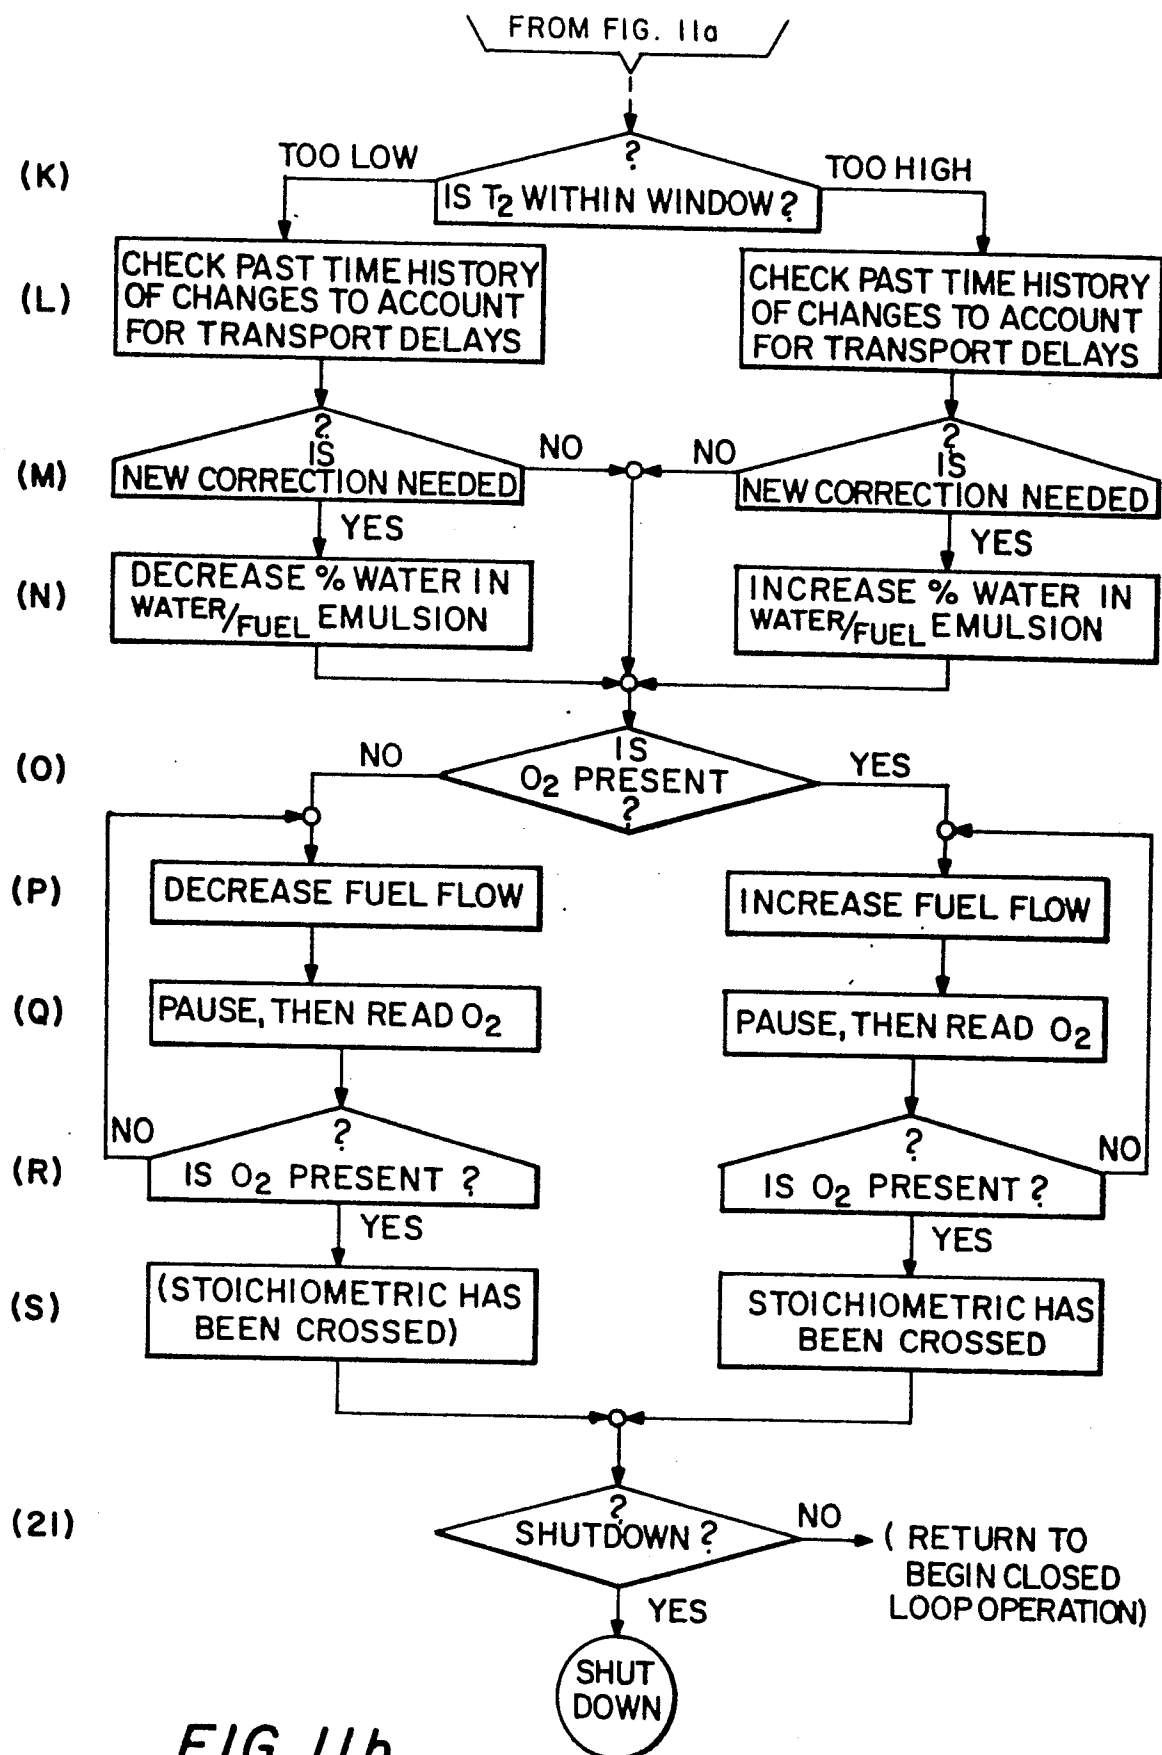 FROM FIG. 11a
(K)
TOO LOW
?
TOO HIGH
IS T2 WITHIN WINDOW?
(L)
CHECK PAST TIME HISTORY
OF CHANGES TO ACCOUNT
FOR TRANSPORT DELAYS
CHECK PAST TIME HISTORY
OF CHANGES TO ACCOUNT
FOR TRANSPORT DELAYS
(M)
?
IS
NEW CORRECTION NEEDED
NO
NO
?
IS
NEW CORRECTION NEEDED
YES
YES
(N)
DECREASE % WATER IN
WATER/FUEL EMULSION
INCREASE % WATER IN
WATER/FUEL EMULSION
(O)
NO
IS
O2 PRESENT
?
YES
(P)
DECREASE FUEL FLOW
INCREASE FUEL FLOW
(Q)
PAUSE, THEN READ O2
PAUSE, THEN READ O2
(R)
NO
?
IS O2 PRESENT ?
?
IS O2 PRESENT ?
NO
YES
YES
(S)
(STOICHIOMETRIC HAS
BEEN CROSSED)
STOICHIOMETRIC HAS
BEEN CROSSED
(21)
?
SHUTDOWN ?
NO
( RETURN TO
BEGIN CLOSED
LOOP OPERATION)
YES
SHUT
DOWN
FIG. 11b